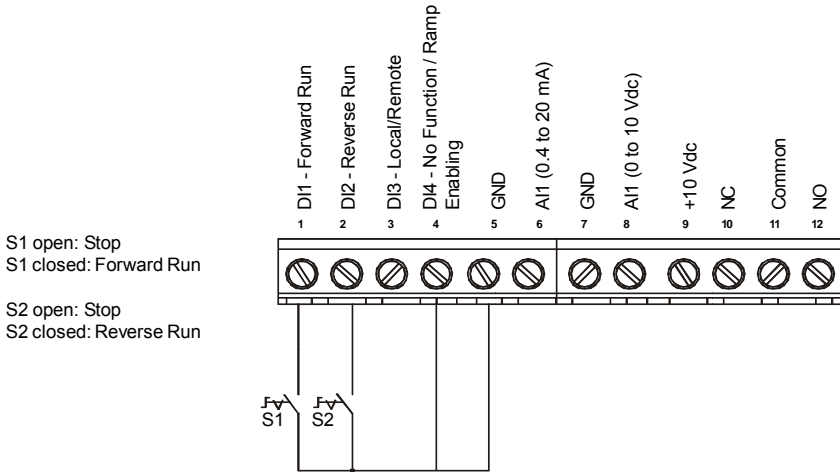 DI1 - Forward Run
DI2 - Reverse Run
DI3 - Local/Remote
DI4 - No Function / Ramp
Enabling
GND
AI1 (0.4 to 20 mA)
GND
AI1 (0 to 10 Vdc)
+10 Vdc
NC
Common
NO
1 2 3 4 5 6 7 8 9 10 11 12
S1 open: Stop
S1 closed: Forward Run
S2 open: Stop
S2 closed: Reverse Run
S1 S2